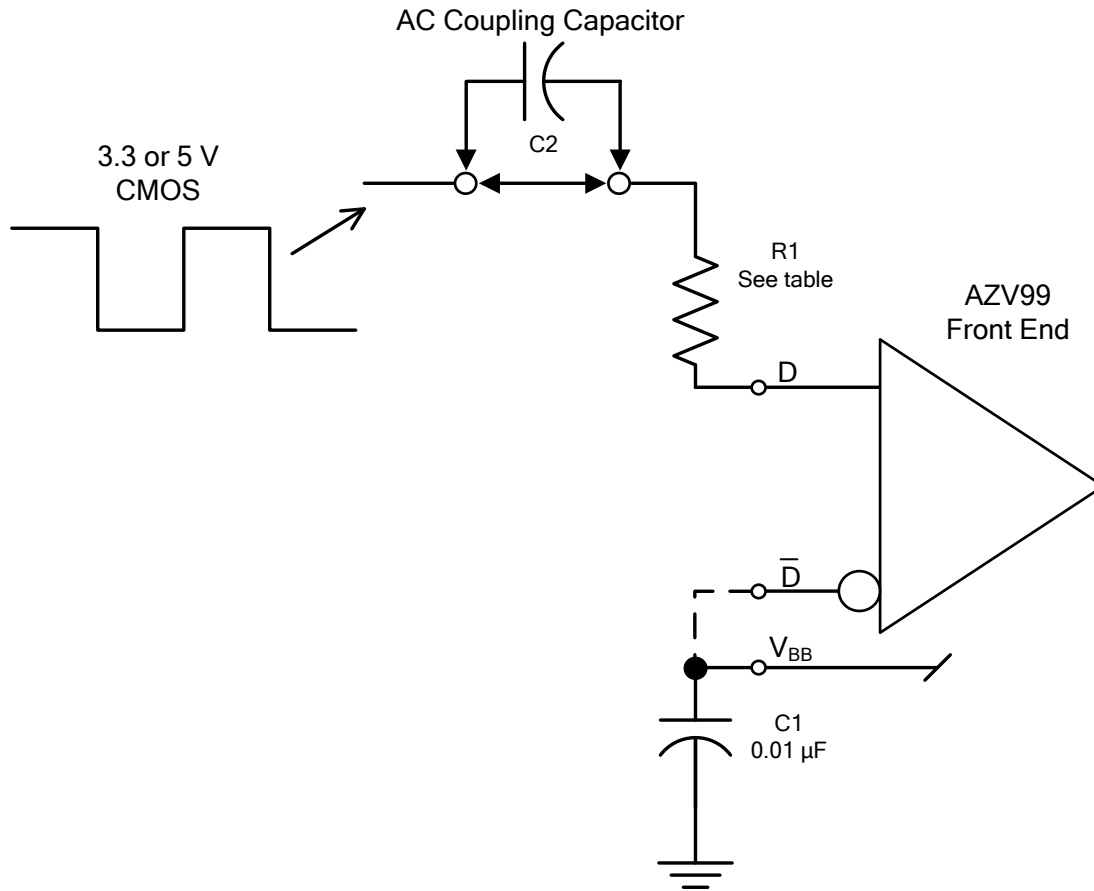 AC Coupling Capacitor
C2
3.3 or 5 V
CMOS
R1
See table
AZV99
Front End
D
D̅
V_BB
C1
0.01 µF